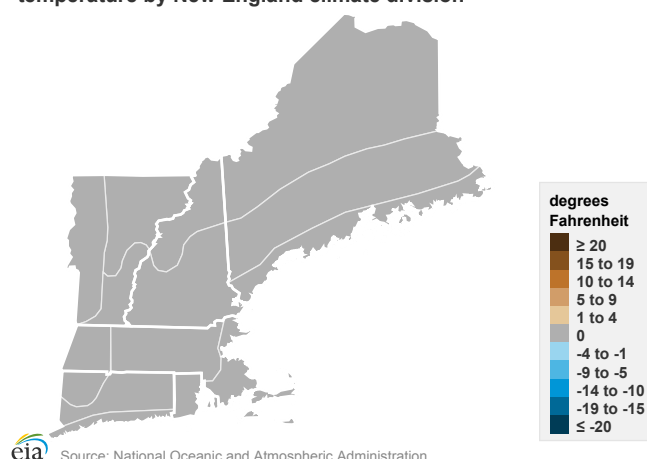 temperature by New England climate division
degrees
Fahrenheit
≥ 20
15 to 19
10 to 14
5 to 9
1 to 4
0
-4 to -1
-9 to -5
-14 to -10
-19 to -15
≤ -20
eia
Source: National Oceanic and Atmospheric Administration